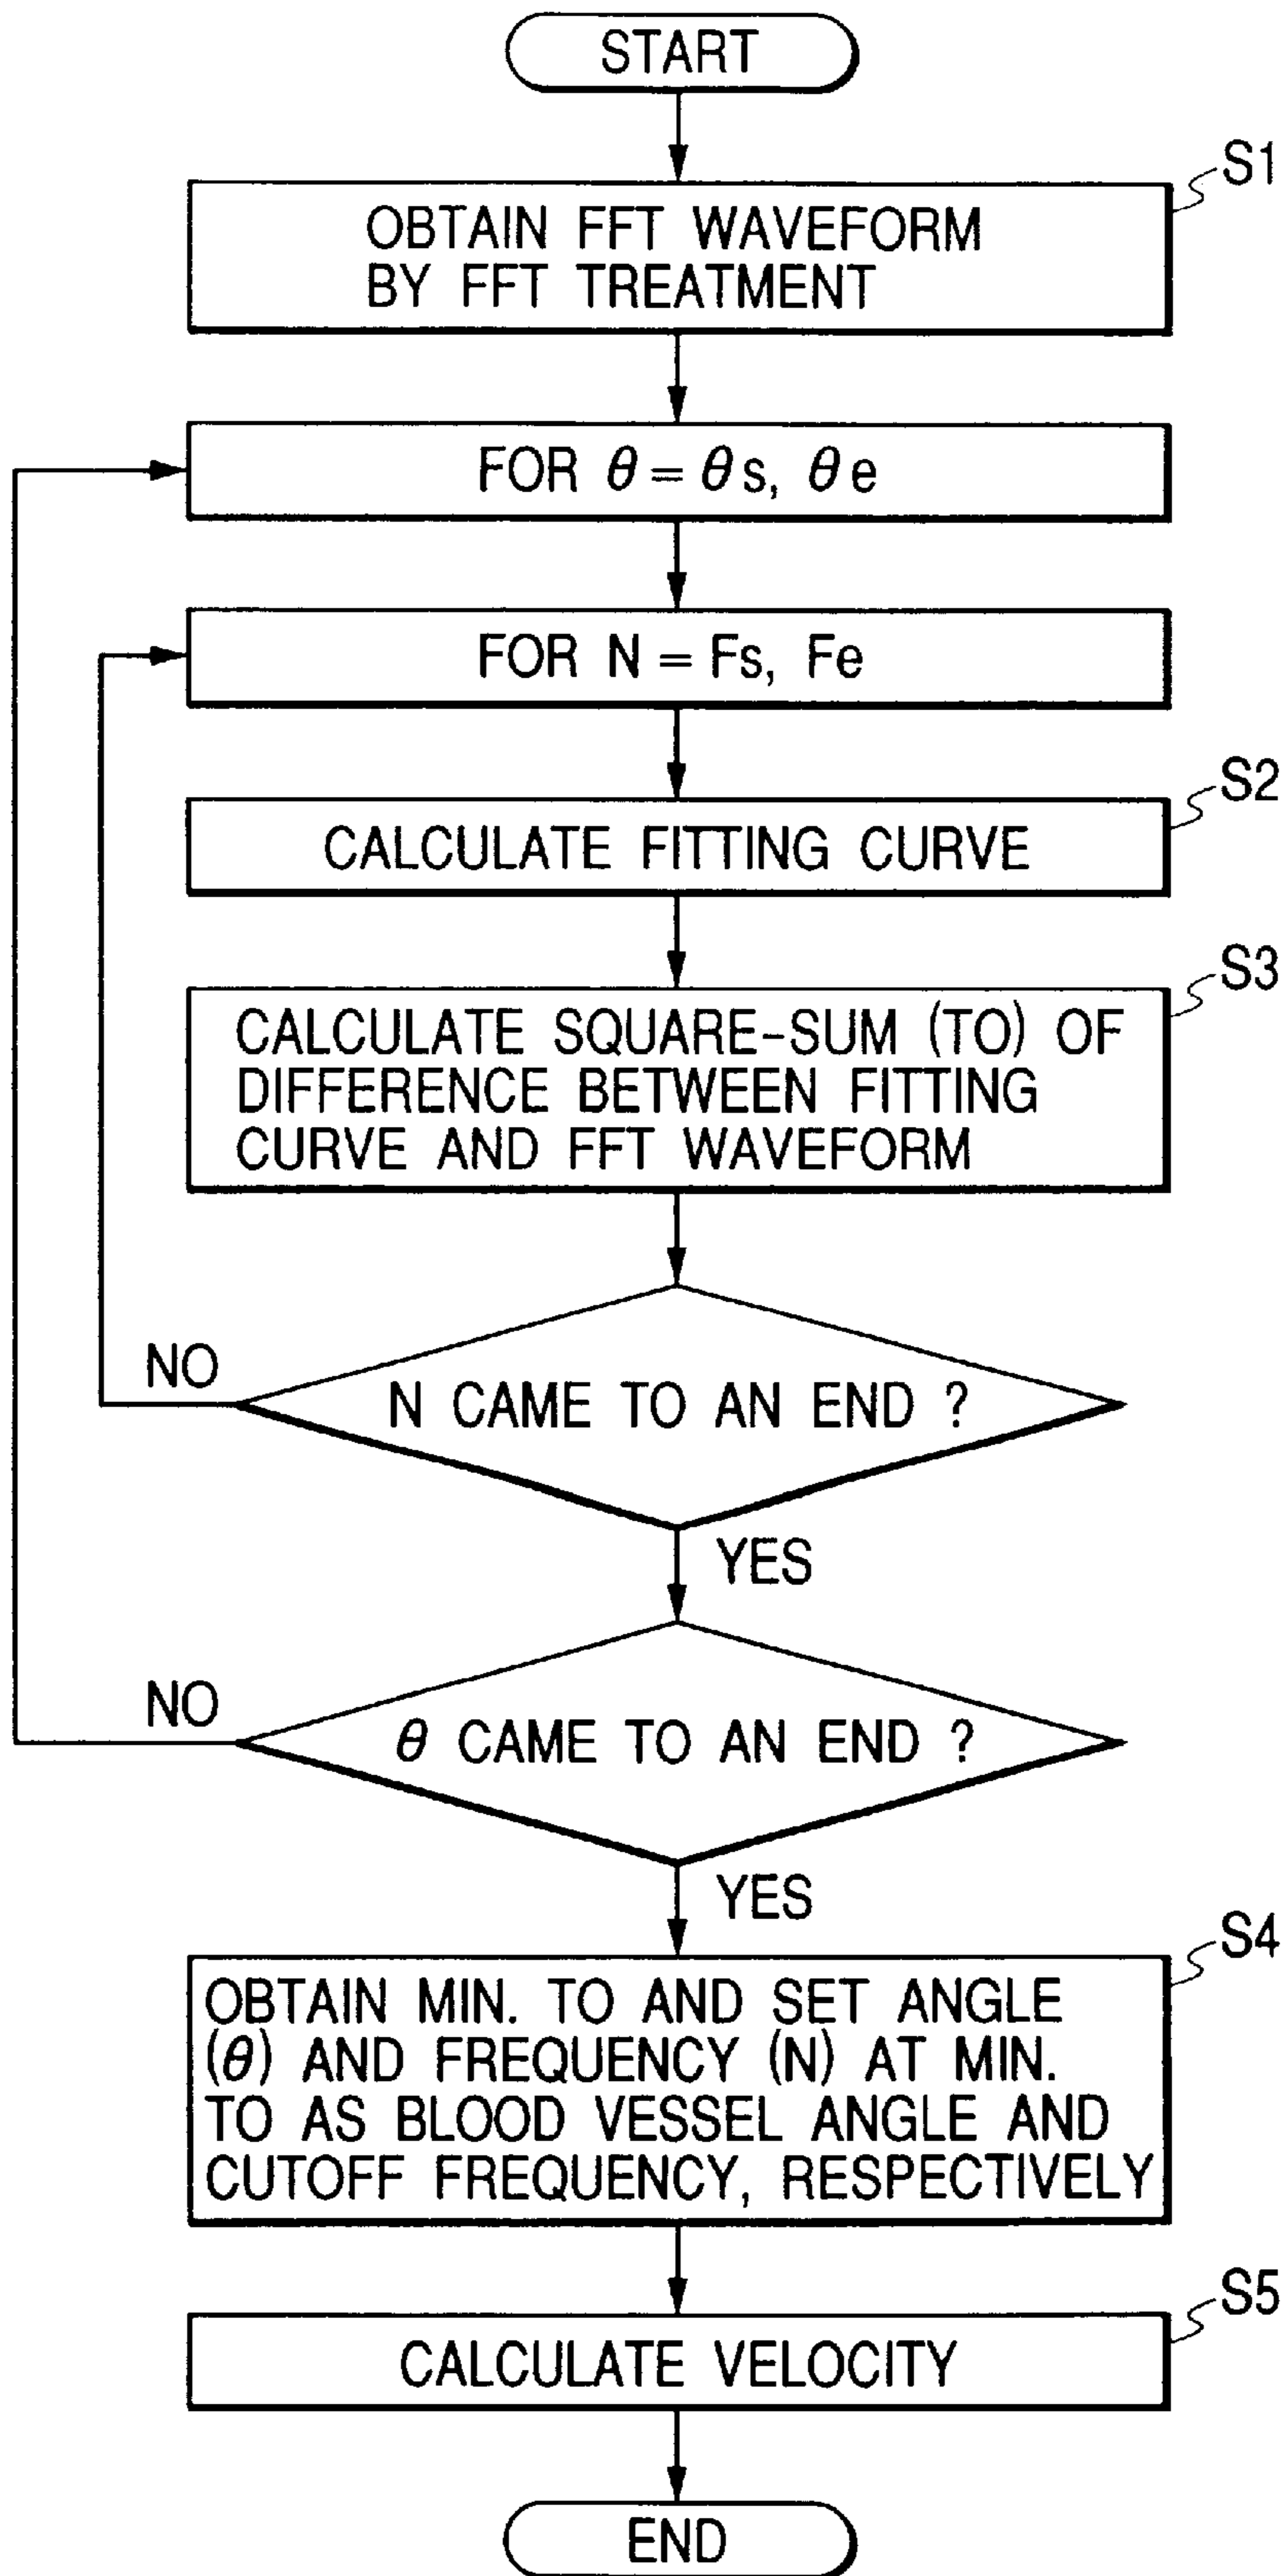 START
S1
OBTAIN FFT WAVEFORM
BY FFT TREATMENT
FOR θ = θs, θe
FOR N = Fs, Fe
S2
CALCULATE FITTING CURVE
S3
CALCULATE SQUARE-SUM (TO) OF
DIFFERENCE BETWEEN FITTING
CURVE AND FFT WAVEFORM
NO
N CAME TO AN END ?
YES
NO
θ CAME TO AN END ?
YES
S4
OBTAIN MIN. TO AND SET ANGLE
(θ) AND FREQUENCY (N) AT MIN.
TO AS BLOOD VESSEL ANGLE AND
CUTOFF FREQUENCY, RESPECTIVELY
S5
CALCULATE VELOCITY
END